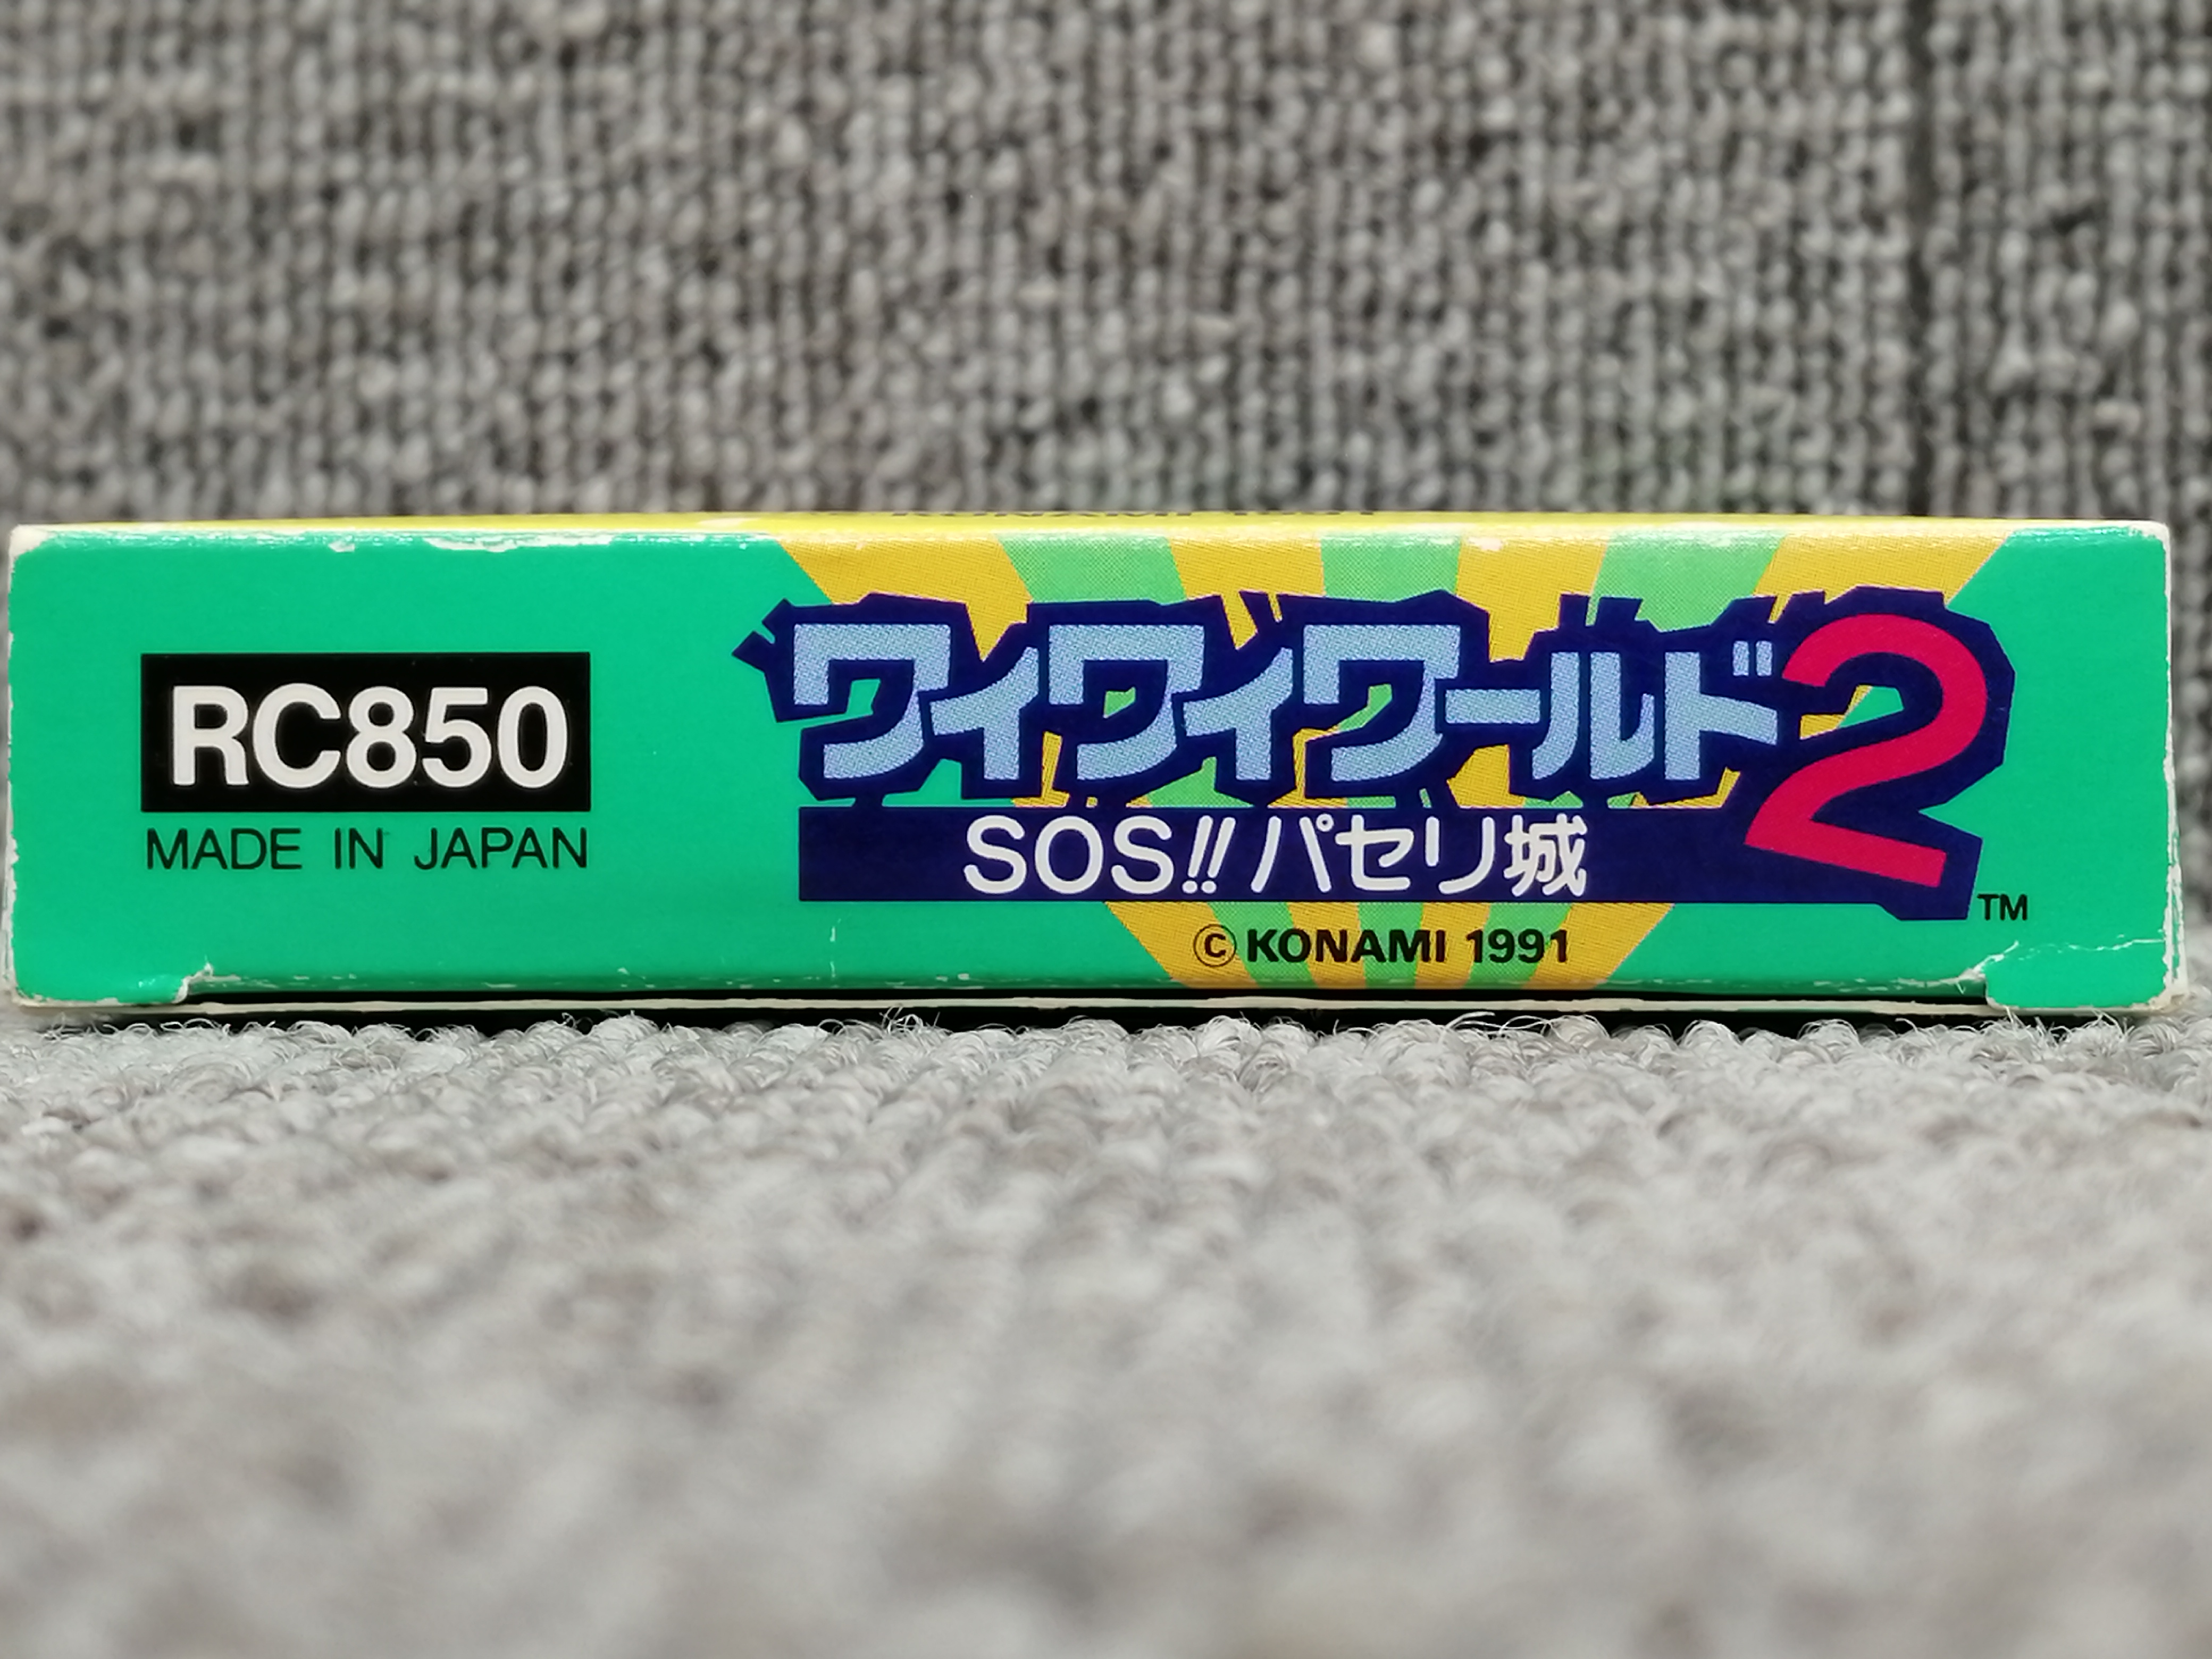 RC850
MADE IN JAPAN
ワイワイワールド2
SOS!!パセリ城
TM
©KONAMI 1991